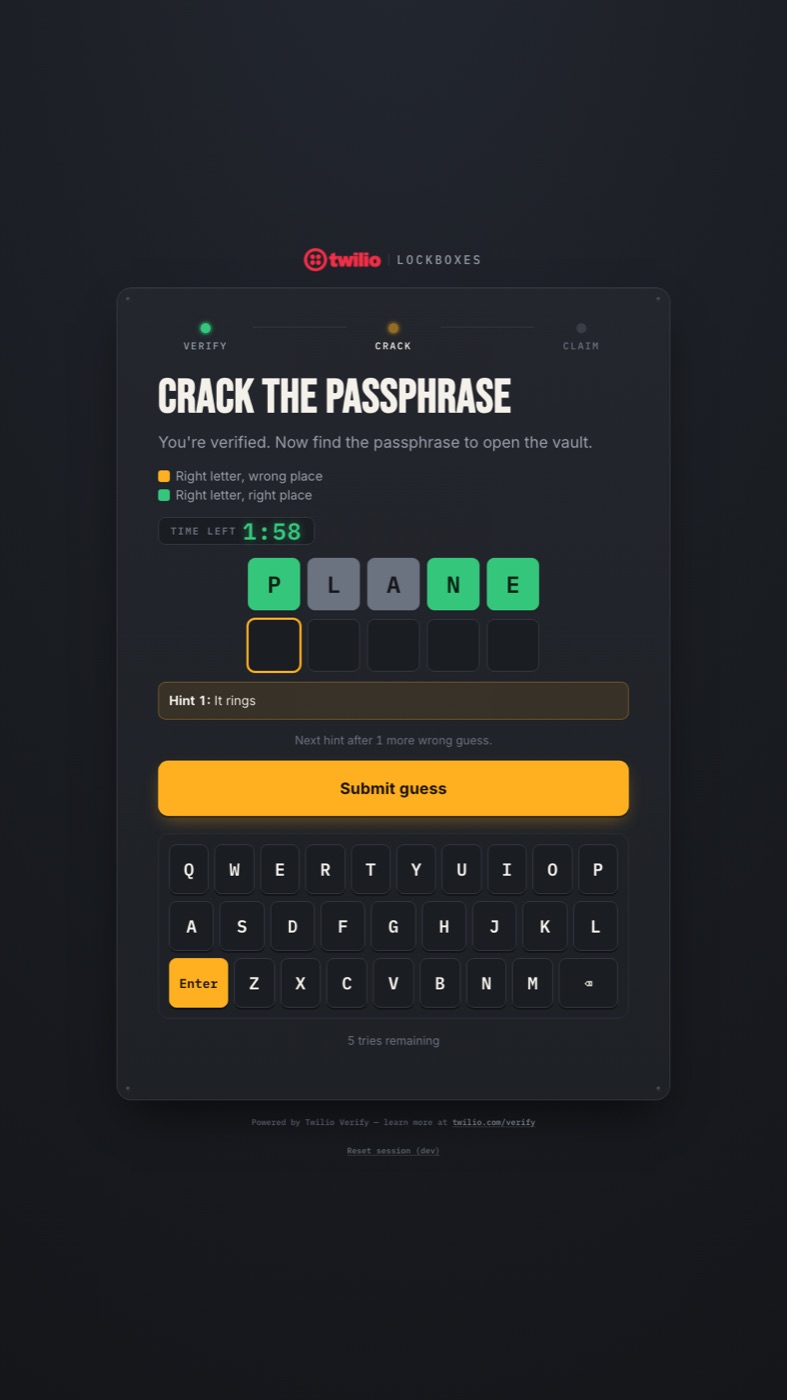 twilio LOCKBOXES
VERIFY CRACK CLAIM
CRACK THE PASSPHRASE
You're verified. Now find the passphrase to open the vault.
Right letter, wrong place
Right letter, right place
TIME LEFT 1:58
P L A N E
Hint 1: It rings
Next hint after 1 more wrong guess.
Submit guess
Q W E R T Y U I O P
A S D F G H J K L
Enter Z X C V B N M ⌫
5 tries remaining
Powered by Twilio Verify — learn more at twilio.com/verify
Reset session (dev)